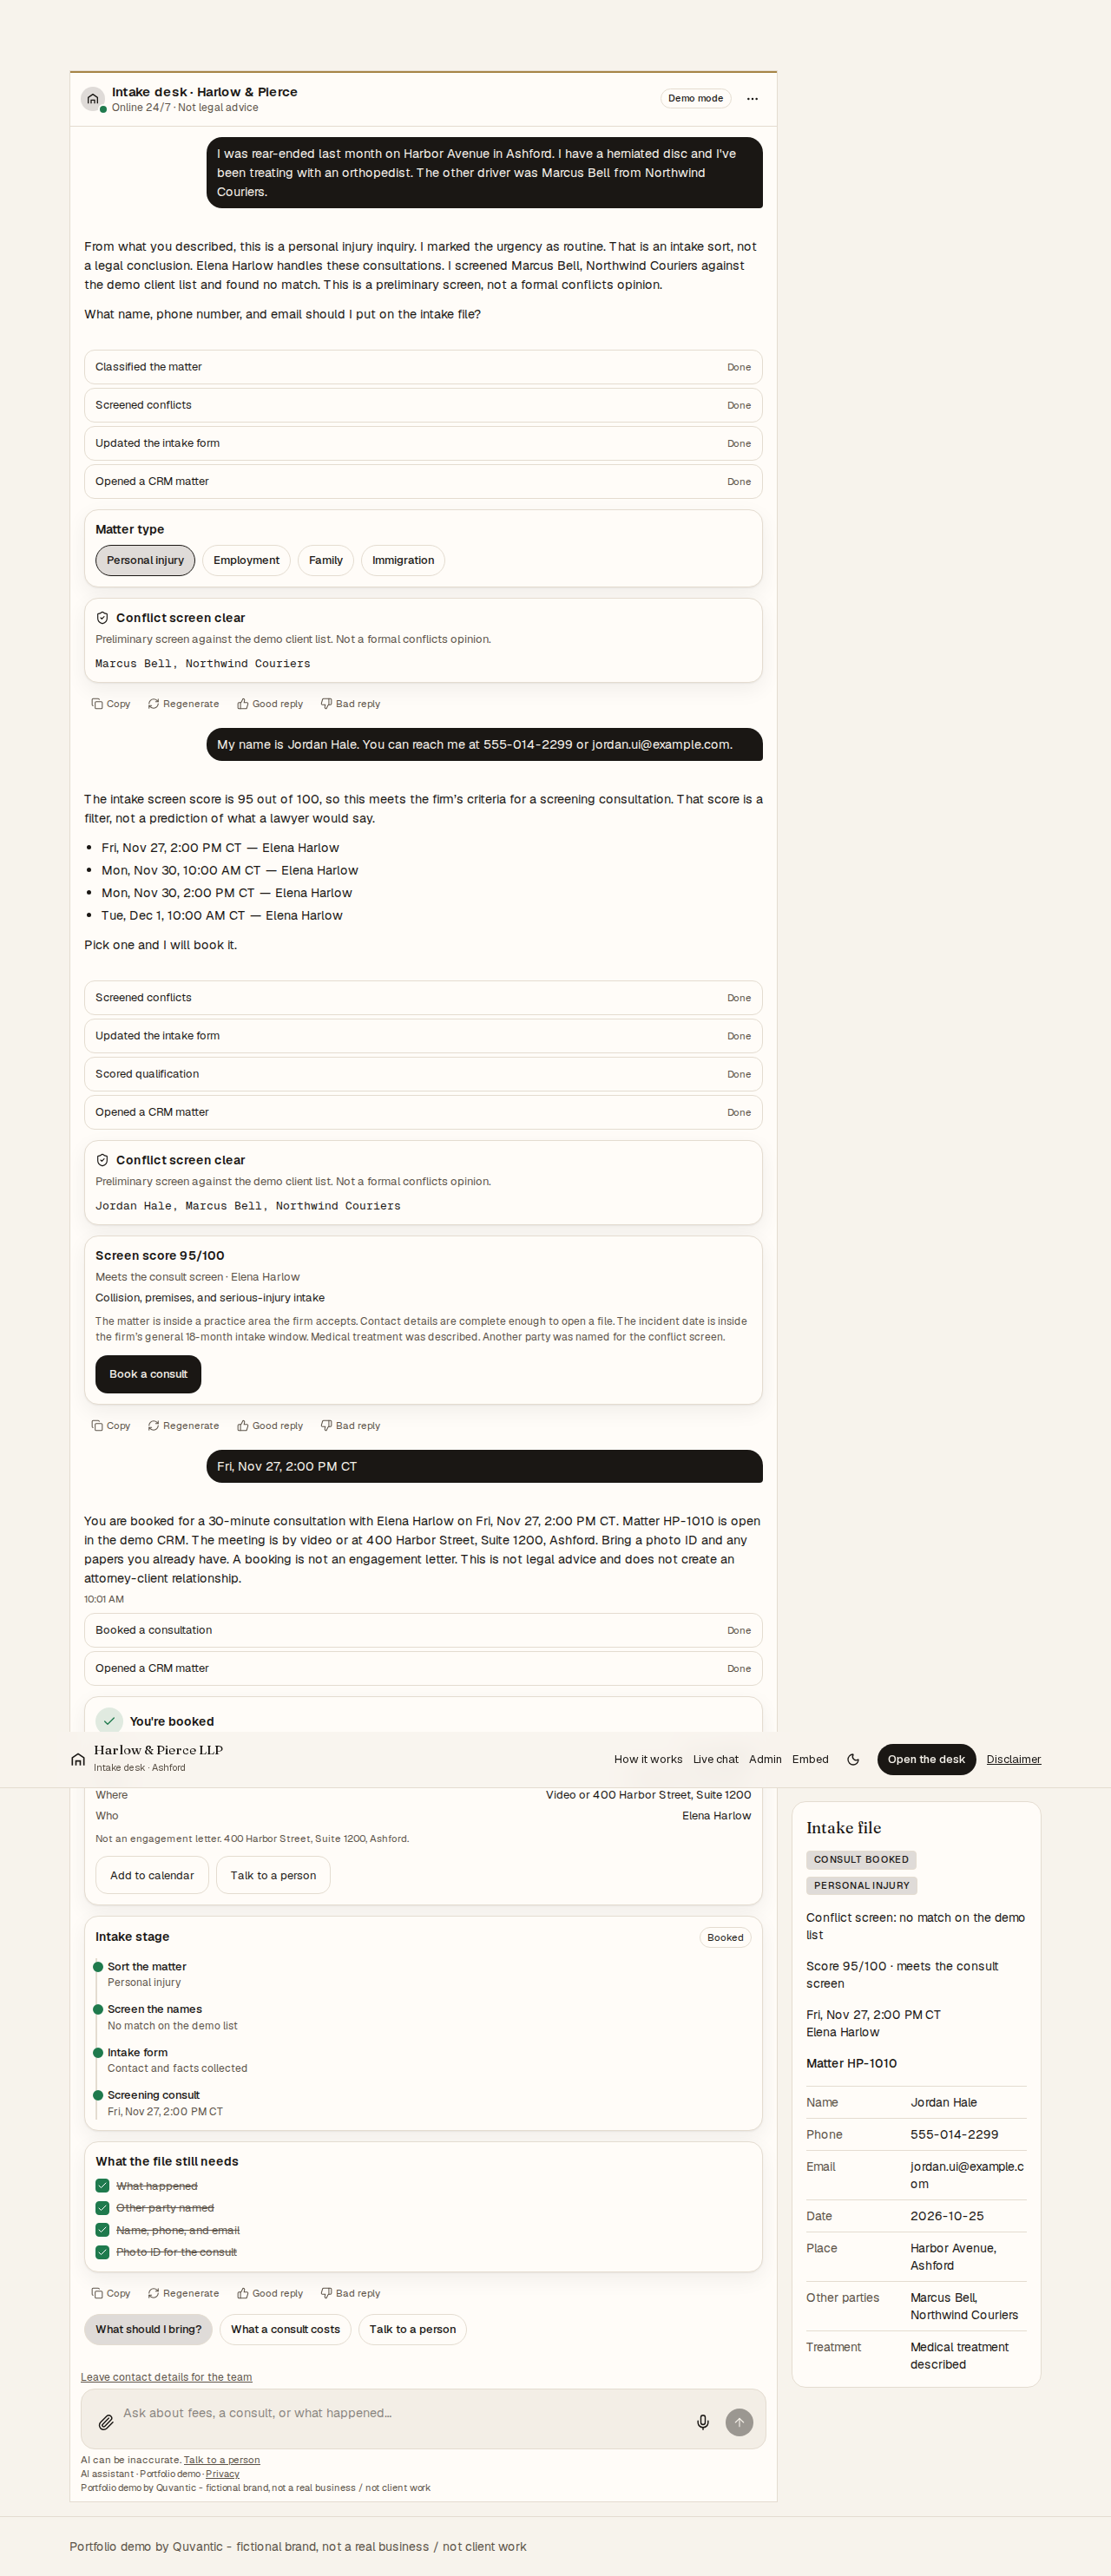 Intake desk · Harlow & Pierce
Online 24/7 · Not legal advice
Demo mode
I was rear-ended last month on Harbor Avenue in Ashford. I have a herniated disc and I've
been treating with an orthopedist. The other driver was Marcus Bell from Northwind
Couriers.
From what you described, this is a personal injury inquiry. I marked the urgency as routine. That is an intake sort, not
a legal conclusion. Elena Harlow handles these consultations. I screened Marcus Bell, Northwind Couriers against
the demo client list and found no match. This is a preliminary screen, not a formal conflicts opinion.
What name, phone number, and email should I put on the intake file?
Classified the matter Done
Screened conflicts Done
Updated the intake form Done
Opened a CRM matter Done
Matter type
Personal injury Employment Family Immigration
Conflict screen clear
Preliminary screen against the demo client list. Not a formal conflicts opinion.
Marcus Bell, Northwind Couriers
Copy Regenerate Good reply Bad reply
My name is Jordan Hale. You can reach me at 555-014-2299 or jordan.ui@example.com.
The intake screen score is 95 out of 100, so this meets the firm's criteria for a screening consultation. That score is a
filter, not a prediction of what a lawyer would say.
• Fri, Nov 27, 2:00 PM CT — Elena Harlow
• Mon, Nov 30, 10:00 AM CT — Elena Harlow
• Mon, Nov 30, 2:00 PM CT — Elena Harlow
• Tue, Dec 1, 10:00 AM CT — Elena Harlow
Pick one and I will book it.
Screened conflicts Done
Updated the intake form Done
Scored qualification Done
Opened a CRM matter Done
Conflict screen clear
Preliminary screen against the demo client list. Not a formal conflicts opinion.
Jordan Hale, Marcus Bell, Northwind Couriers
Screen score 95/100
Meets the consult screen · Elena Harlow
Collision, premises, and serious-injury intake
The matter is inside a practice area the firm accepts. Contact details are complete enough to open a file. The incident date is inside
the firm's general 18-month intake window. Medical treatment was described. Another party was named for the conflict screen.
Book a consult
Copy Regenerate Good reply Bad reply
Fri, Nov 27, 2:00 PM CT
You are booked for a 30-minute consultation with Elena Harlow on Fri, Nov 27, 2:00 PM CT. Matter HP-1010 is open
in the demo CRM. The meeting is by video or at 400 Harbor Street, Suite 1200, Ashford. Bring a photo ID and any
papers you already have. A booking is not an engagement letter. This is not legal advice and does not create an
attorney-client relationship.
10:01 AM
Booked a consultation Done
Opened a CRM matter Done
You're booked
Harlow & Pierce LLP
Intake desk · Ashford
How it works Live chat Admin Embed Open the desk Disclaimer
Where Video or 400 Harbor Street, Suite 1200
Who Elena Harlow
Not an engagement letter. 400 Harbor Street, Suite 1200, Ashford.
Add to calendar Talk to a person
Intake stage Booked
Sort the matter
Personal injury
Screen the names
No match on the demo list
Intake form
Contact and facts collected
Screening consult
Fri, Nov 27, 2:00 PM CT
What the file still needs
What happened
Other party named
Name, phone, and email
Photo ID for the consult
Copy Regenerate Good reply Bad reply
What should I bring? What a consult costs Talk to a person
Leave contact details for the team
Ask about fees, a consult, or what happened…
AI can be inaccurate. Talk to a person
AI assistant · Portfolio demo · Privacy
Portfolio demo by Quvantic - fictional brand, not a real business / not client work
Intake file
CONSULT BOOKED
PERSONAL INJURY
Conflict screen: no match on the demo
list
Score 95/100 · meets the consult
screen
Fri, Nov 27, 2:00 PM CT
Elena Harlow
Matter HP-1010
Name Jordan Hale
Phone 555-014-2299
Email jordan.ui@example.c
om
Date 2026-10-25
Place Harbor Avenue,
Ashford
Other parties Marcus Bell,
Northwind Couriers
Treatment Medical treatment
described
Portfolio demo by Quvantic - fictional brand, not a real business / not client work